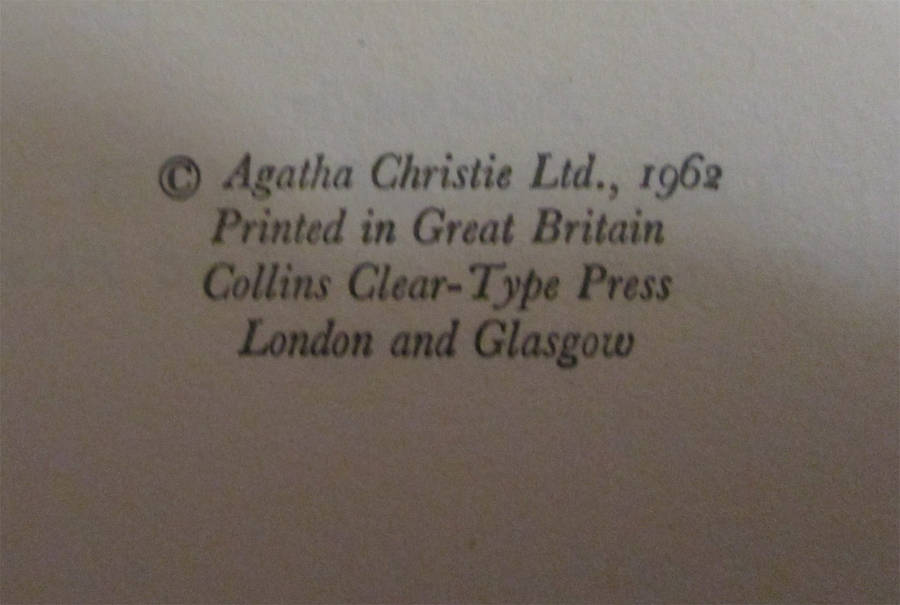 © Agatha Christie Ltd., 1962
Printed in Great Britain
Collins Clear-Type Press
London and Glasgow